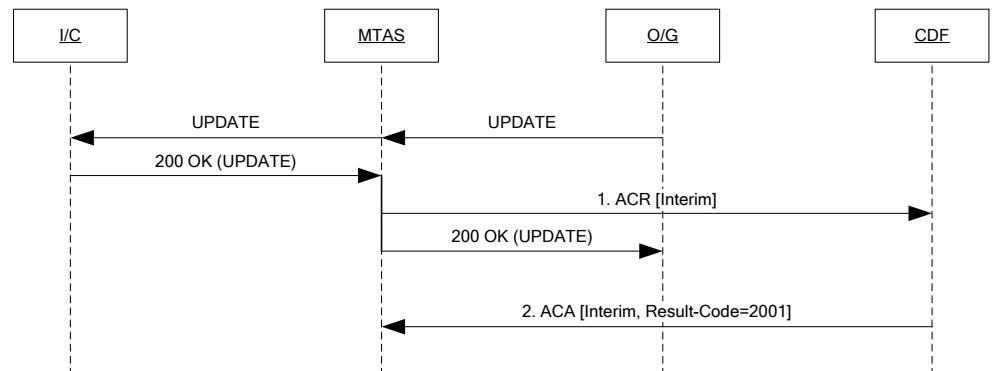 I/C
MTAS
O/G
CDF
UPDATE
UPDATE
200 OK (UPDATE)
1. ACR [Interim]
200 OK (UPDATE)
2. ACA [Interim, Result-Code=2001]